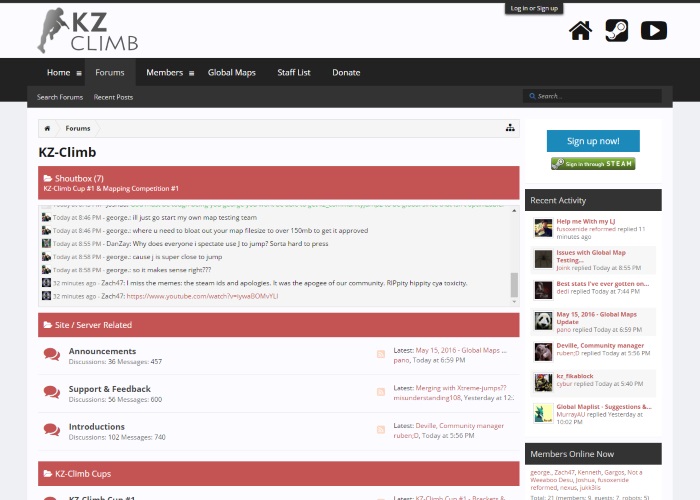 Log in or Sign up
KZ
CLIMB
Home
Forums
Members
Global Maps
Staff List
Donate
Search Forums
Recent Posts
Search...
Forums
KZ-Climb
Shoutbox (7)
KZ-Climb Cup #1 & Mapping Competition #1
Today at 8:46 PM - george.: ill just go start my own map testing team
Today at 8:46 PM - george.: where u need to bloat out your map filesize to over 150mb to get it approved
Today at 8:55 PM - DanZay: Why does everyone i spectate use J to jump? Sorta hard to press
Today at 8:58 PM - george.: cause j is super close to jump
Today at 8:58 PM - george.: so it makes sense right???
32 minutes ago - Zach47: I miss the memes: the steam ids and apologies. It was the apogee of our community. RIPpity hippity cya toxicity.
32 minutes ago - Zach47: https://www.youtube.com/watch?v=iywaBOMvYLI
Site / Server Related
Announcements
Discussions: 36 Messages: 457
Latest: May 15, 2016 - Global Maps ...
pano, Today at 6:59 PM
Support & Feedback
Discussions: 56 Messages: 600
Latest: Merging with Xtreme-jumps??
misunderstanding108, Yesterday at 12:
Introductions
Discussions: 102 Messages: 740
Latest: Deville, Community manager
ruben;D, Today at 5:56 PM
KZ-Climb Cups
KZ-Climb Cup #1
Latest: KZ-Climb Cup #1 - Brackets &
Sign up now!
Sign in through STEAM
Recent Activity
Help me With my LJ
fusoxeride reformed replied 11
minutes ago
Issues with Global Map
Testing...
replied Today at 8:55 PM
Best stats I've ever gotten on...
dedi replied Today at 7:44 PM
May 15, 2016 - Global Maps
Update
pano replied Today at 6:59 PM
Deville, Community manager
ruben;D replied Today at 5:56 PM
kz_fikablock
cybur replied Today at 5:40 PM
Global Maplist - Suggestions &...
MurrayAU replied Yesterday at
10:02 PM
Members Online Now
george., Zach47, Kenneth, Gargos, Not a
Weeaboo Desu, Joshua, fusoxeride
reformed, nexus, jukk3lis
Total: 21 (members: 9, guests: 7, robots: 5)